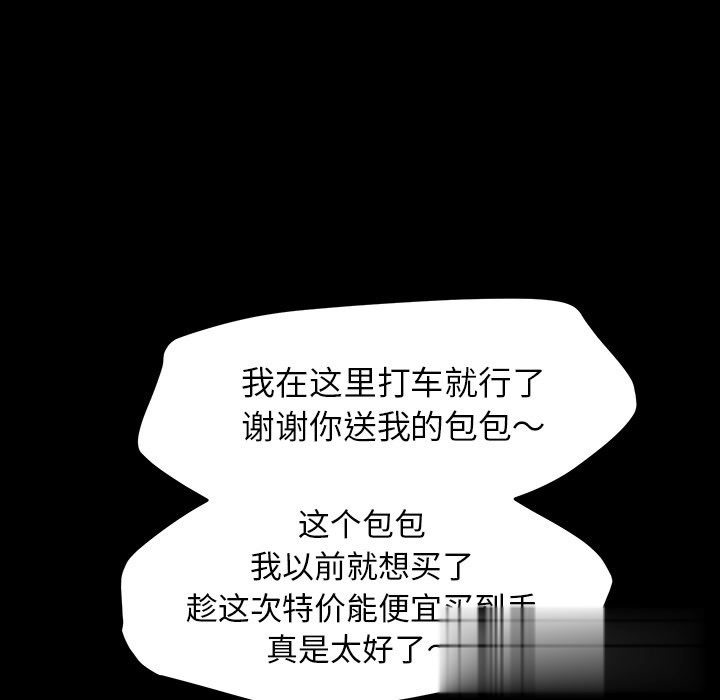 我在这里打车就行了
谢谢你送我的包包～
这个包包
我以前就想买了
趁这次特价能便宜买到手
真是太好了～